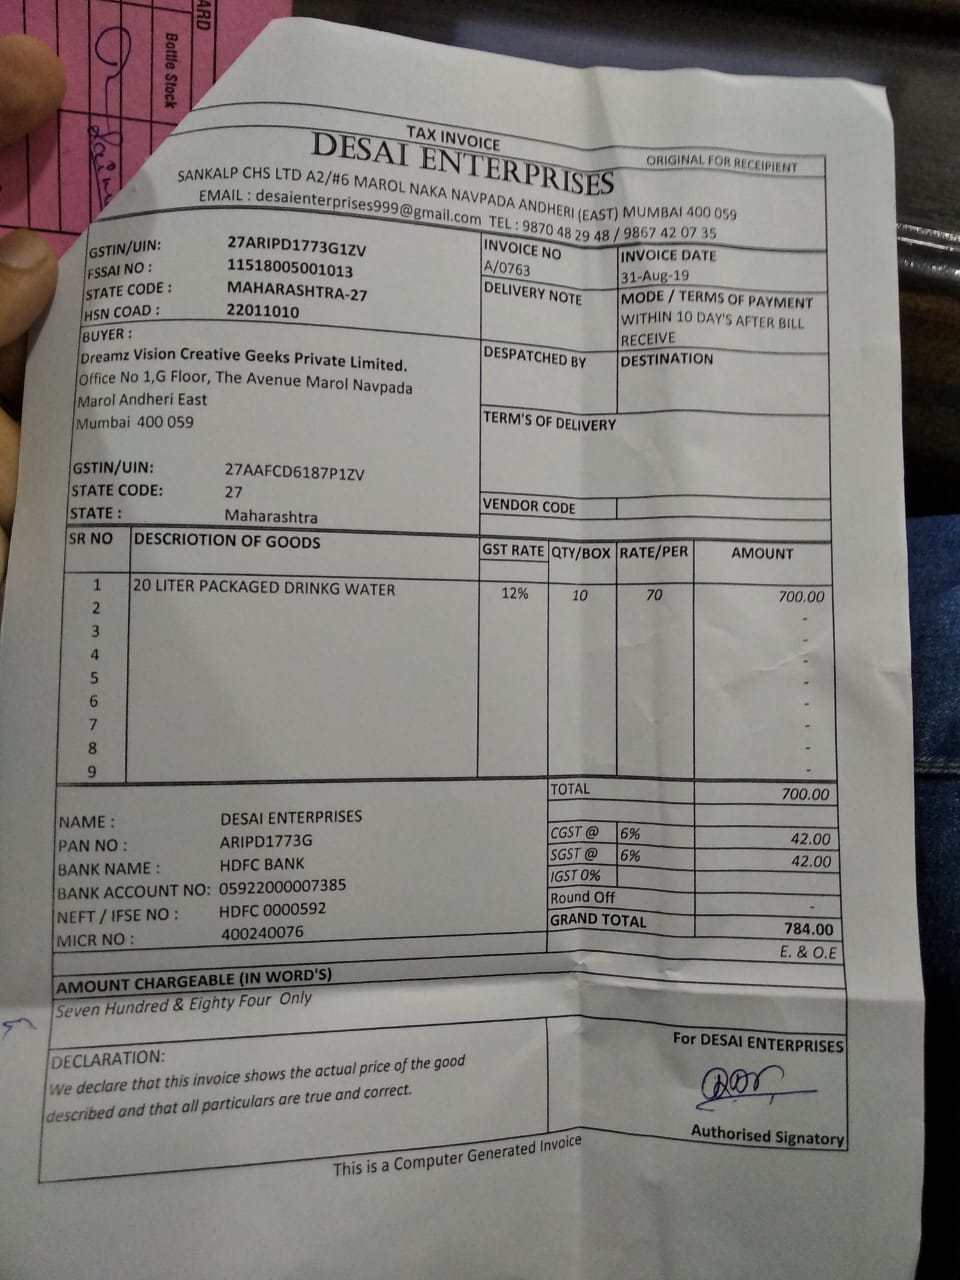 ARD
Bottle Stock
TAX INVOICE
ORIGINAL FOR RECEIPIENT
DESAI ENTERPRISES
SANKALP CHS LTD A2/#6 MAROL NAKA NAVPADA ANDHERI (EAST) MUMBAI 400 059
EMAIL : desaienterprises999@gmail.com TEL : 9870 48 29 48 / 9867 42 07 35
GSTIN/UIN: 27ARIPD1773G1ZV
FSSAI NO : 11518005001013
STATE CODE : MAHARASHTRA-27
HSN COAD : 22011010
INVOICE NO
A/0763
INVOICE DATE
31-Aug-19
DELIVERY NOTE
MODE / TERMS OF PAYMENT
WITHIN 10 DAY'S AFTER BILL
RECEIVE
BUYER :
Dreamz Vision Creative Geeks Private Limited.
Office No 1,G Floor, The Avenue Marol Navpada
Marol Andheri East
Mumbai 400 059
DESPATCHED BY
DESTINATION
TERM'S OF DELIVERY
GSTIN/UIN: 27AAFCD6187P1ZV
STATE CODE: 27
STATE : Maharashtra
VENDOR CODE
SR NO DESCRIOTION OF GOODS GST RATE QTY/BOX RATE/PER AMOUNT
1 20 LITER PACKAGED DRINKG WATER 12% 10 70 700.00
2 -
3 -
4 -
5 -
6 -
7 -
8 -
9 -
TOTAL 700.00
NAME : DESAI ENTERPRISES
PAN NO : ARIPD1773G
BANK NAME : HDFC BANK
BANK ACCOUNT NO: 05922000007385
NEFT / IFSE NO : HDFC 0000592
MICR NO : 400240076
CGST @ 6% 42.00
SGST @ 6% 42.00
IGST 0%
Round Off -
GRAND TOTAL 784.00
E. & O.E
AMOUNT CHARGEABLE (IN WORD'S)
Seven Hundred & Eighty Four Only
DECLARATION:
We declare that this invoice shows the actual price of the good
described and that all particulars are true and correct.
For DESAI ENTERPRISES
Authorised Signatory
This is a Computer Generated Invoice